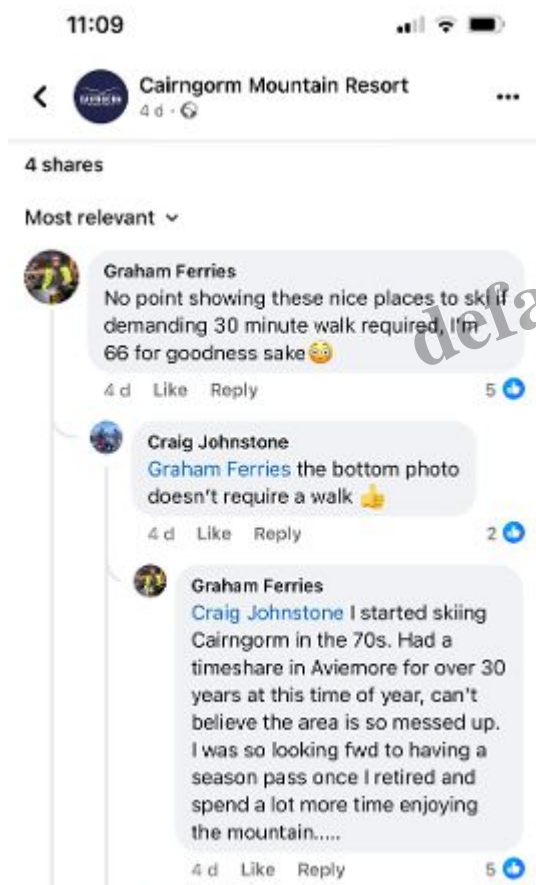 11:09
Cairngorm Mountain Resort
4 d ·
4 shares
Most relevant
Graham Ferries
No point showing these nice places to ski if
demanding 30 minute walk required, I'm
66 for goodness sake😳
4 d Like Reply 5
Craig Johnstone
Graham Ferries the bottom photo
doesn't require a walk 👍
4 d Like Reply 2
Graham Ferries
Craig Johnstone I started skiing
Cairngorm in the 70s. Had a
timeshare in Aviemore for over 30
years at this time of year, can't
believe the area is so messed up.
I was so looking fwd to having a
season pass once I retired and
spend a lot more time enjoying
the mountain.....
4 d Like Reply 5
defa